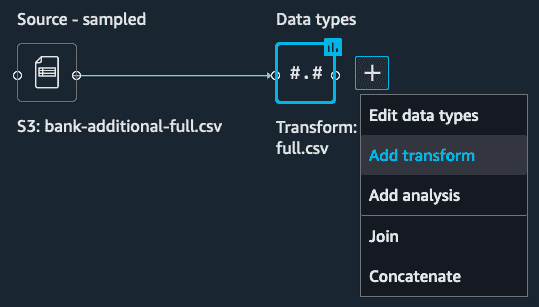 Source - sampled
Data types
#.#
+
S3: bank-additional-full.csv
Transform:
full.csv
Edit data types
Add transform
Add analysis
Join
Concatenate